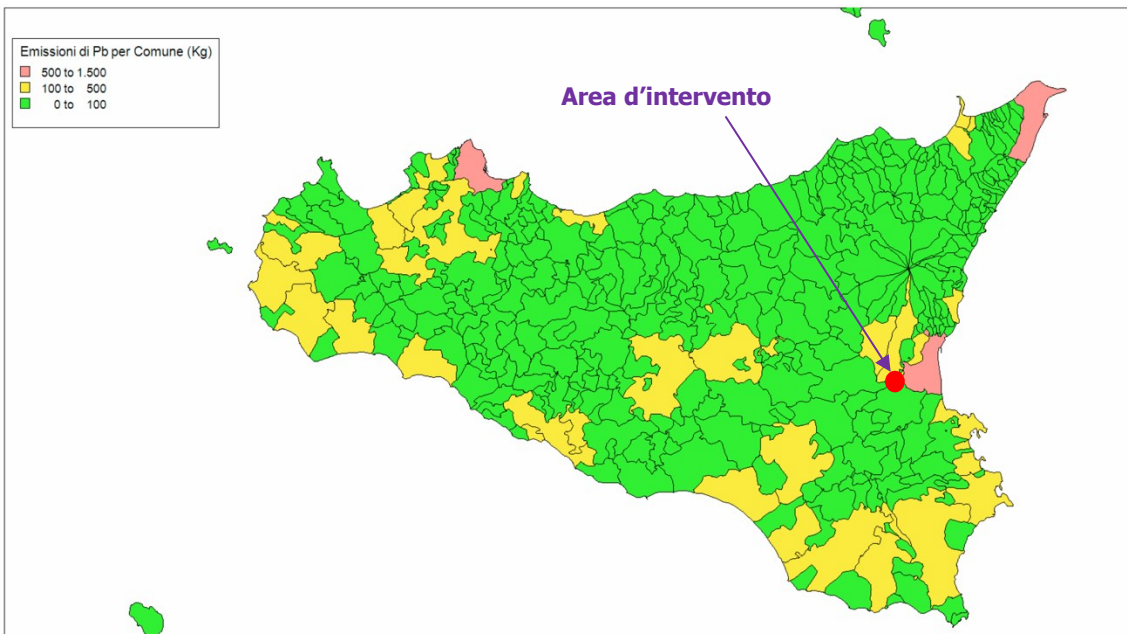 Emissioni di Pb per Comune (Kg)
500 to 1.500
100 to 500
0 to 100
Area d'intervento